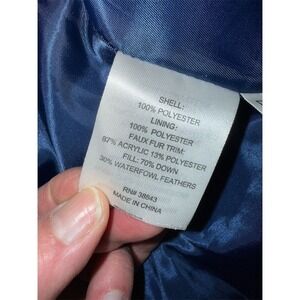 SHELL:
100% POLYESTER
LINING:
100% POLYESTER
FAUX FUR TRIM:
87% ACRYLIC 13% POLYESTER
FILL: 70% DOWN
30% WATERFOWL FEATHERS
RN# 38643
MADE IN CHINA